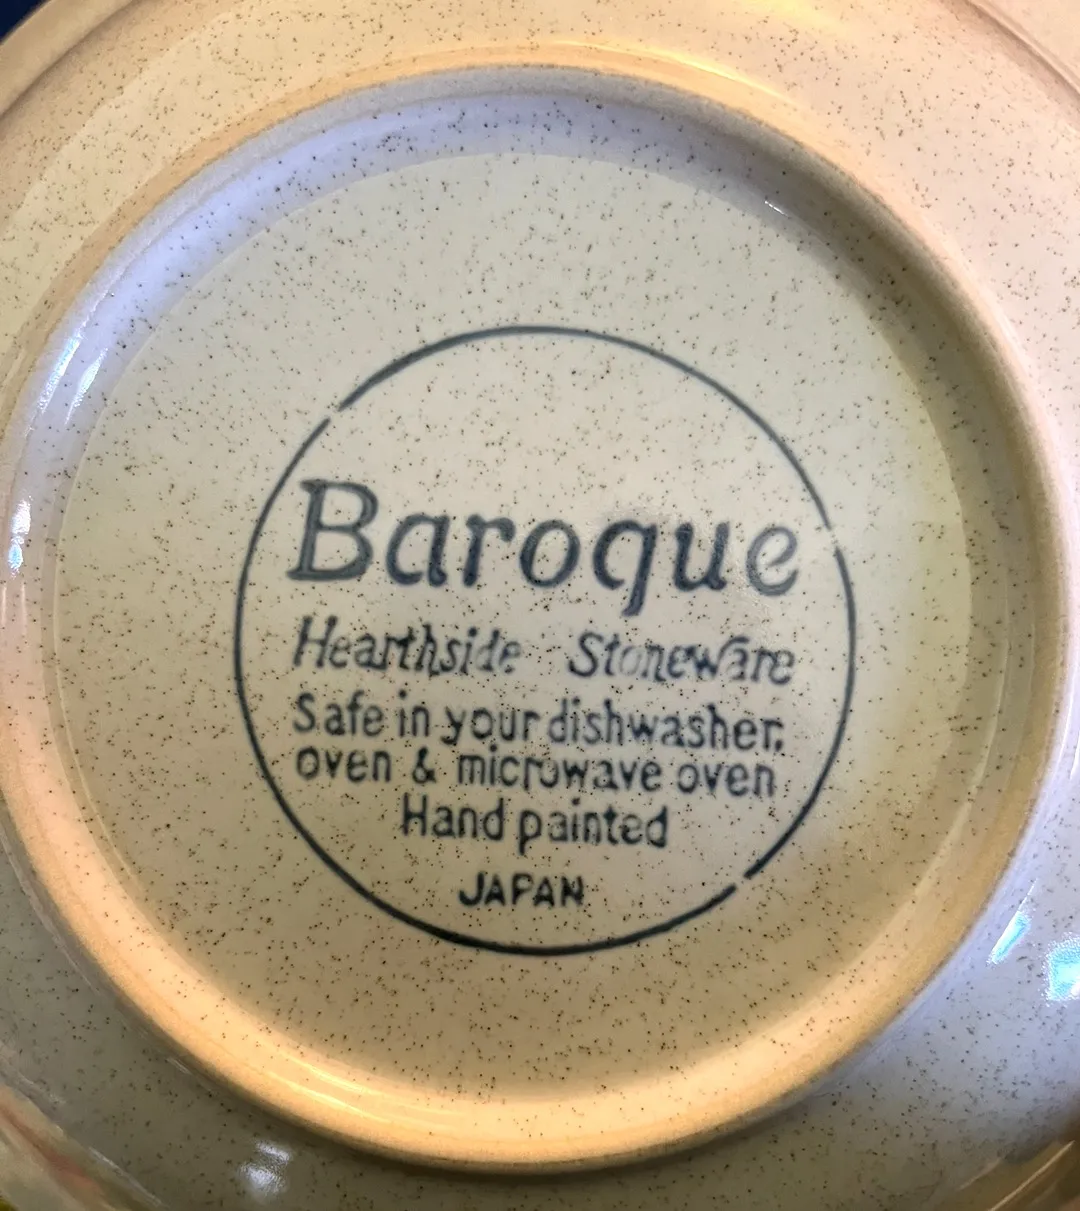 Baroque
Hearthside Stoneware
Safe in your dishwasher,
oven & microwave oven
Hand painted
JAPAN